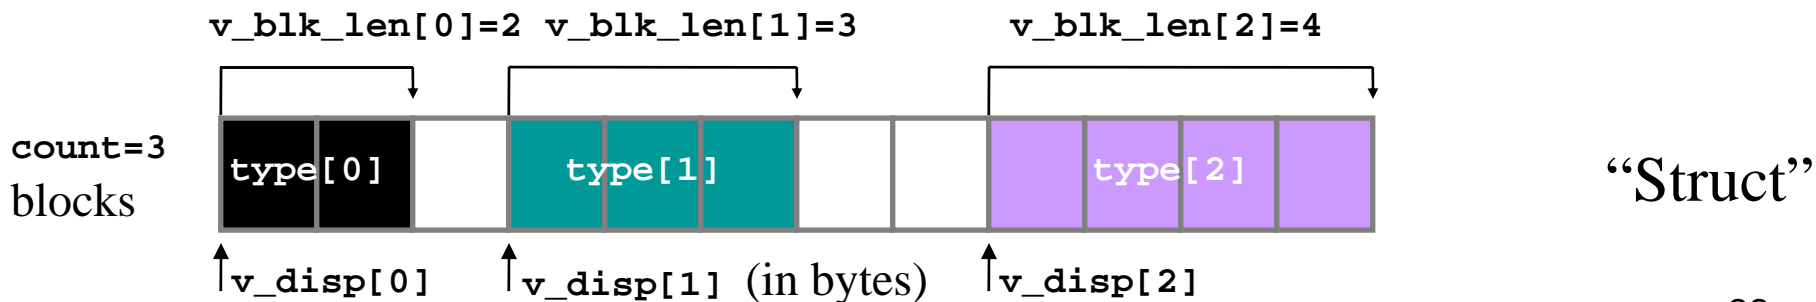 v_blk_len[0]=2 v_blk_len[1]=3 v_blk_len[2]=4
count=3
blocks
type[0] type[1] type[2]
“Struct”
v_disp[0] v_disp[1] (in bytes) v_disp[2]